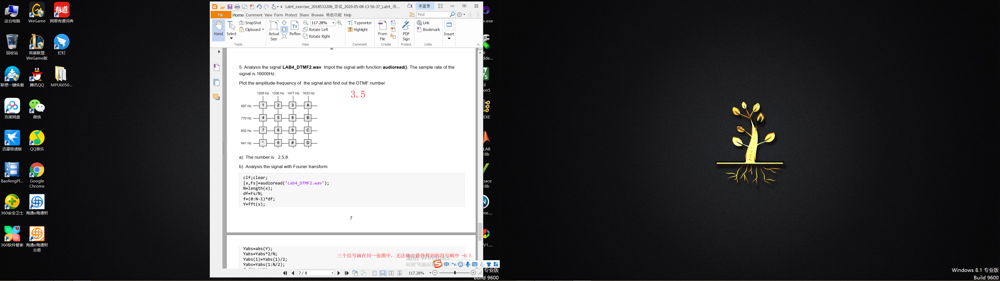 这台电脑
WeGame
网易有道词典
回收站
英雄联盟
WeGame版
钉钉
联想一键恢复
腾讯QQ
MPU6050...
百度网盘
微信
迅雷极速版
QQ音乐
BaofengPl...
Google
Chrome
360安全卫士
海通e海通财
360软件管家
海通e海通财
交易
Lab4_exercise_2018533208_尝试_2020-05-08-13-56-37_Lab4_汤...
未登录
File
Home
Comment
View
Form
Protect
Share
Browse
特色功能
Help
Find
Hand
Select
SnapShot
Clipboard
Tools
Actual
Size
Reflow
117.28%
Rotate Left
Rotate Right
View
Typewriter
Highlight
Comment
From
File
Create
PDF
Sign
Protect
Link
Bookmark
Links
Insert
w
5. Analysis the signal LAB4_DTMF2.wav. Impot the signal with function audioread(). The sample rate of the
signal is 16000Hz.
Plot the amplitude-frequency of the signal and find out the DTMF number.
3.5
1209 Hz 1336 Hz 1477 Hz 1633 Hz
697 Hz 1 2 3 A
770 Hz 4 5 6 B
852 Hz 7 8 9 C
941 Hz * 0 # D
a) The number is 2,5,8.
b) Analysis the signal with Fourier transform.
clf;clear;
[x,Fs]=audioread("Lab4_DTMF2.wav");
N=length(x);
df=Fs/N;
f=(0:N-1)*df;
Y=fft(x);
7
Yabs=abs(Y);
Yabs=Yabs*2/N;
Yabs(1)=Yabs(1)/2;
Yabs=Yabs(1:N/2);
三个信号画在同一张图中，无法确定最终得到的符号顺序 -0.5
激活 Windows
转到"电脑设置"
中
7 / 8
117.28%
v.exe
R
dde...
il
on5
EXE
LAB
18b
pace
18b
ote....
V1....
专业版
Build 9600
Windows 8.1 专业版
Build 9600